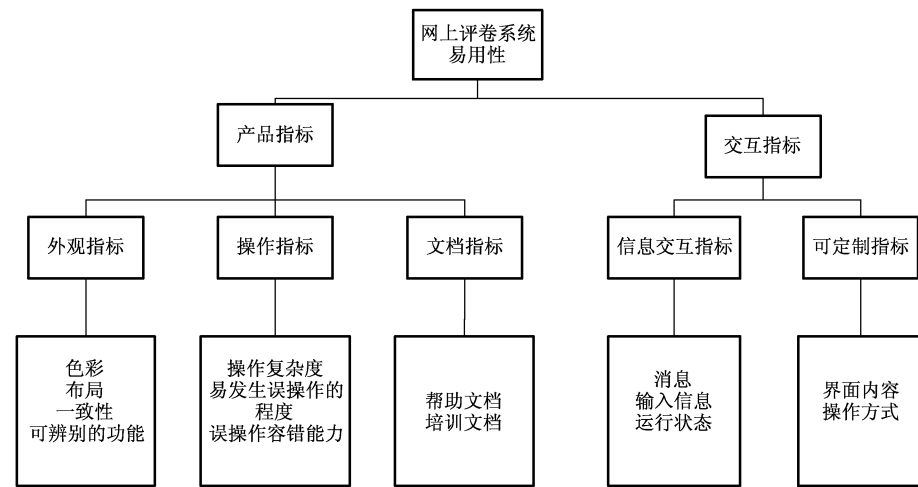 网上评卷系统
易用性
产品指标
交互指标
外观指标
操作指标
文档指标
信息交互指标
可定制指标
色彩
布局
一致性
可辨别的功能
操作复杂度
易发生误操作的
程度
误操作容错能力
帮助文档
培训文档
消息
输入信息
运行状态
界面内容
操作方式